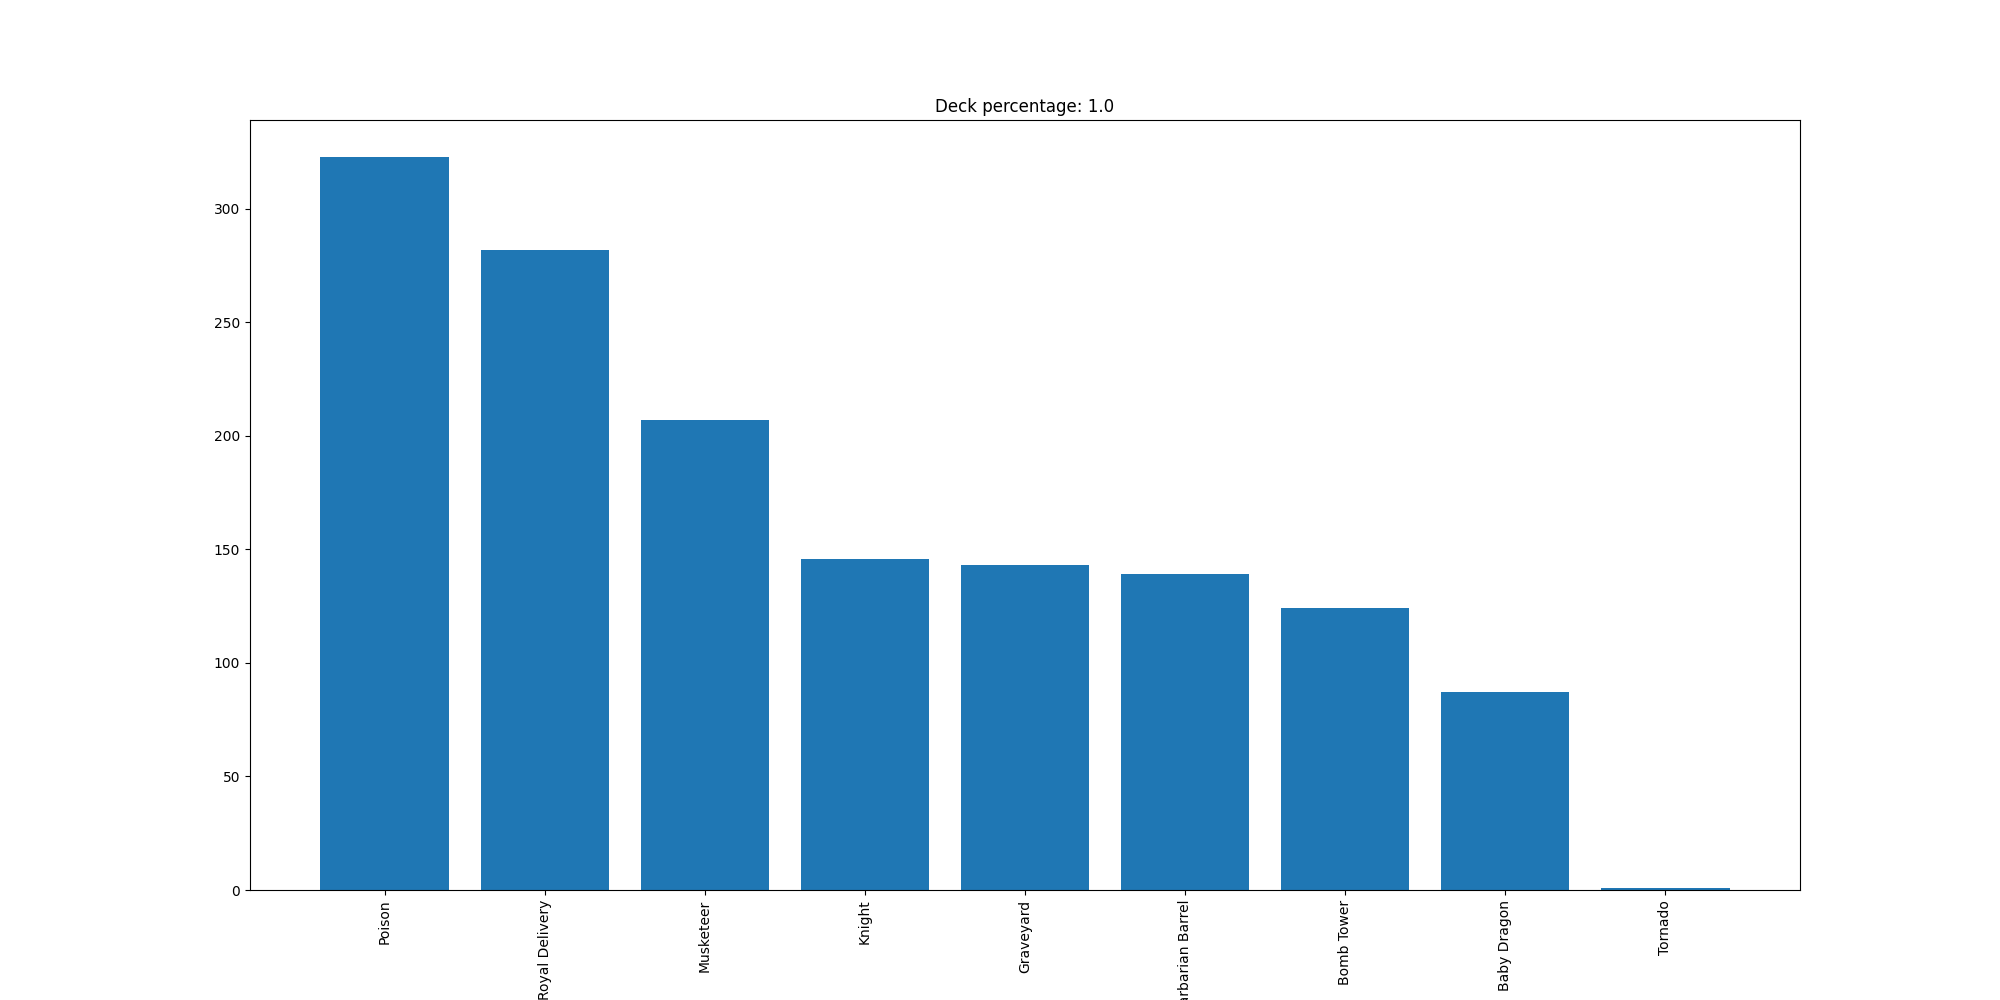 Deck percentage: 1.0
300
250
200
150
100
50
0
Poison
Royal Delivery
Musketeer
Knight
Graveyard
arbarian Barrel
Bomb Tower
Baby Dragon
Tornado